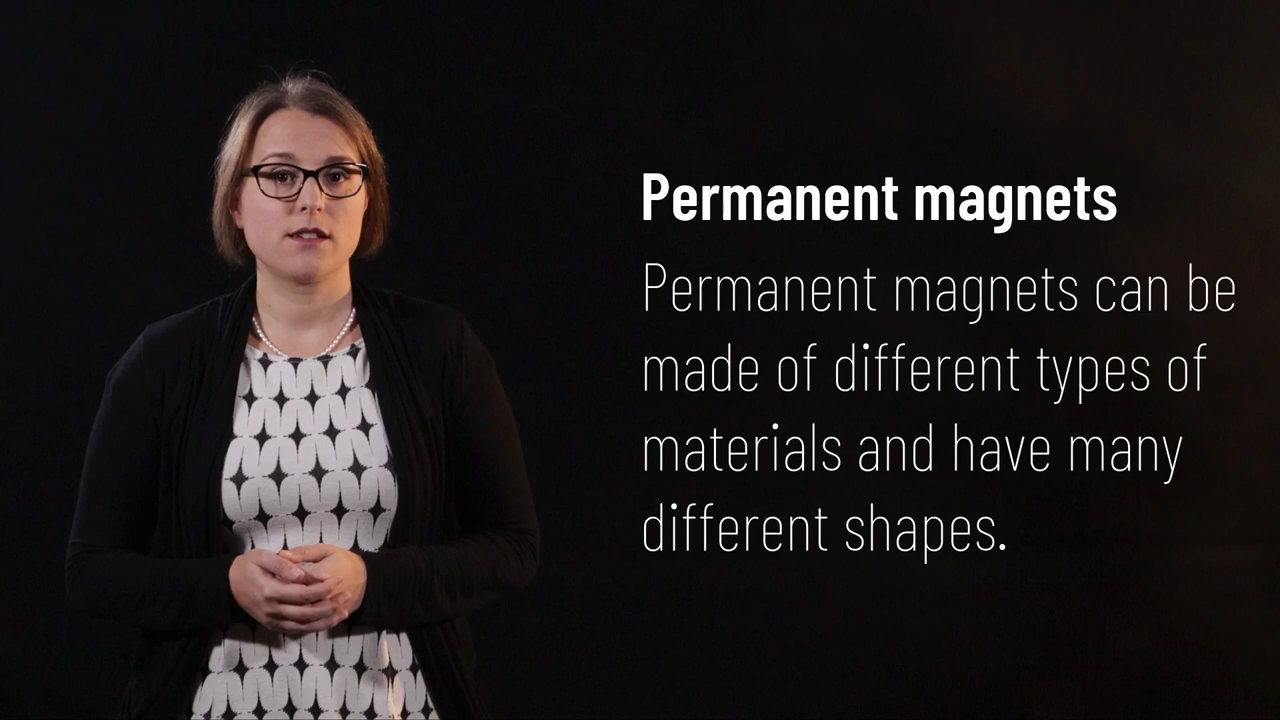 Permanent magnets
Permanent magnets can be
made of different types of
materials and have many
different shapes.